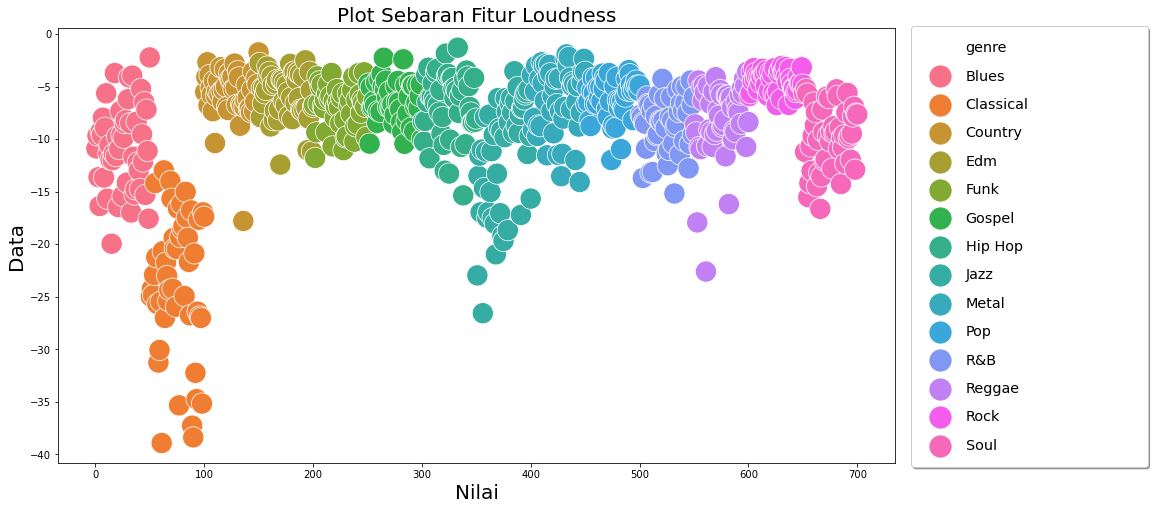 Plot Sebaran Fitur Loudness
0
−5
−10
−15
−20
−25
−30
−35
−40
Data
0
100
200
300
400
500
600
700
Nilai
genre
Blues
Classical
Country
Edm
Funk
Gospel
Hip Hop
Jazz
Metal
Pop
R&B
Reggae
Rock
Soul